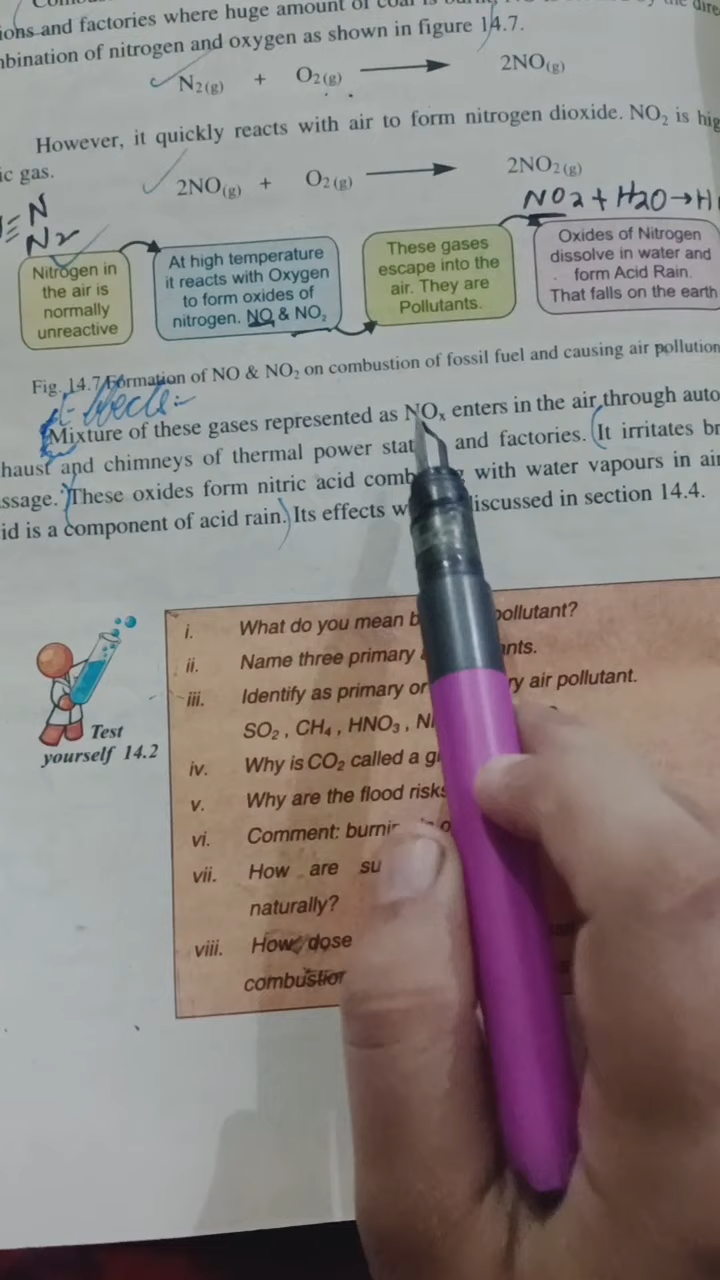 ions and factories where huge amount of coal is
mbination of nitrogen and oxygen as shown in figure 14.7.
N2(g) + O2(g) ⟶ 2NO(g)
However, it quickly reacts with air to form nitrogen dioxide. NO2 is hig
ic gas.
2NO(g) + O2(g) ⟶ 2NO2(g)
≡N
N2
NO2 + H2O → H
Nitrogen in
the air is
normally
unreactive
At high temperature
it reacts with Oxygen
to form oxides of
nitrogen. NO & NO2
These gases
escape into the
air. They are
Pollutants.
Oxides of Nitrogen
dissolve in water and
form Acid Rain.
That falls on the earth
Fig. 14.7 Formation of NO & NO2 on combustion of fossil fuel and causing air pollution
Effects:-
Mixture of these gases represented as NOx enters in the air through auto
haust and chimneys of thermal power stat and factories. It irritates br
ssage. These oxides form nitric acid comb with water vapours in air
id is a component of acid rain. Its effects w discussed in section 14.4.
Test
yourself 14.2
i. What do you mean b pollutant?
ii. Name three primary nts.
iii. Identify as primary or ry air pollutant.
SO2 , CH4 , HNO3 , N
iv. Why is CO2 called a g
v. Why are the flood risks
vi. Comment: burnin
vii. How are su
naturally?
viii. How dose
combustion